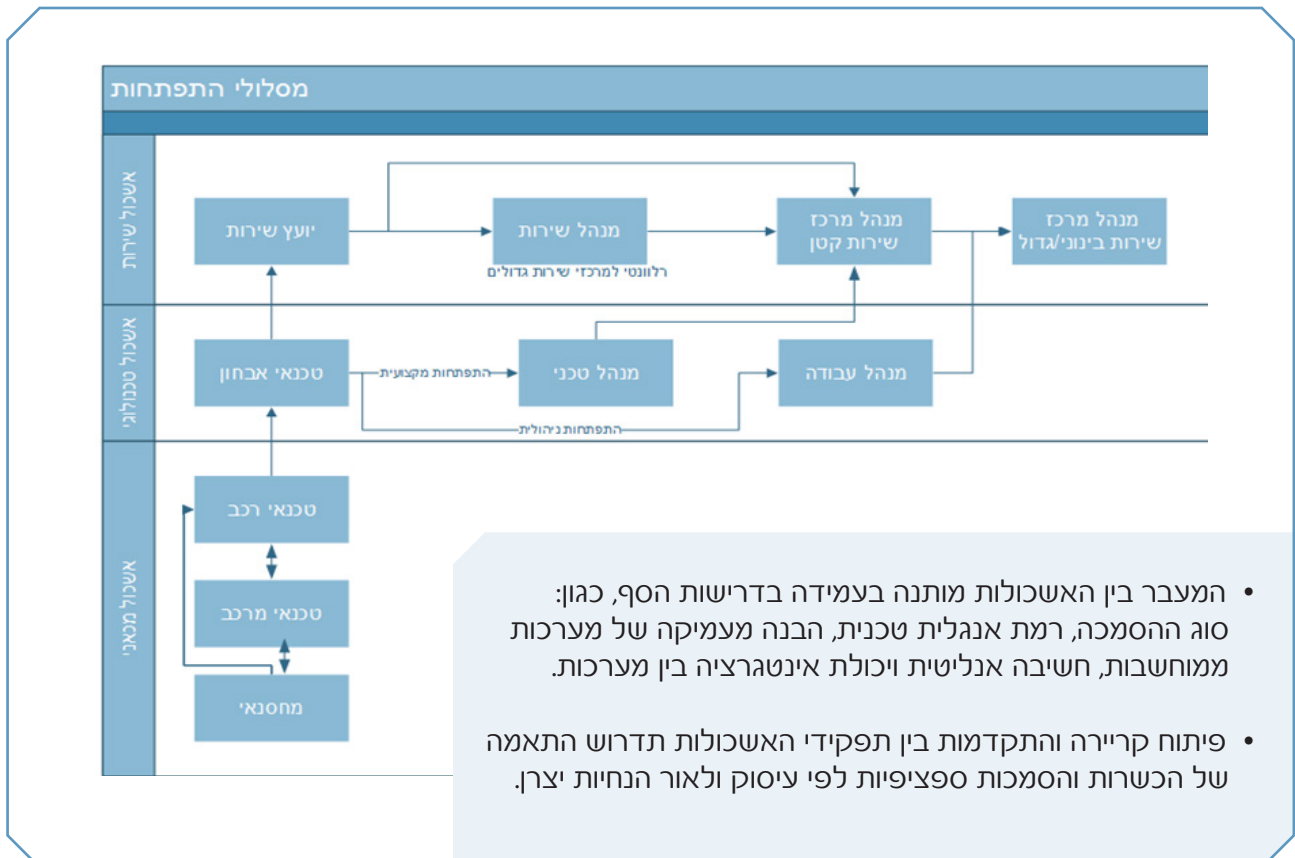 מסלולי התפתחות
אשכול שירות
יועץ שירות
מנהל שירות
רלוונטי למרכזי שירות גדולים
מנהל מרכז
שירות קטן
מנהל מרכז
שירות בינוני/גדול
אשכול טכנולוגי
טכנאי אבחון
התפתחות מקצועית
מנהל טכני
מנהל עבודה
התפתחות ניהולית
אשכול מכאני
טכנאי רכב
טכנאי מרכב
מחסנאי
• המעבר בין האשכולות מותנה בעמידה בדרישות הסף, כגון:
סוג ההסמכה, רמת אנגלית טכנית, הבנה מעמיקה של מערכות
ממוחשבות, חשיבה אנליטית ויכולת אינטגרציה בין מערכות.
• פיתוח קריירה והתקדמות בין תפקידי האשכולות תדרוש התאמה
של הכשרות והסמכות ספציפיות לפי עיסוק ולאור הנחיות יצרן.